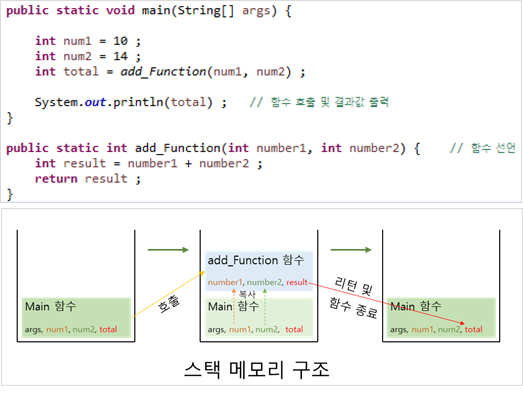 public static void main(String[] args) {
int num1 = 10 ;
int num2 = 14 ;
int total = add_Function(num1, num2) ;
System.out.println(total) ;   // 함수 호출 및 결과값 출력
}
public static int add_Function(int number1, int number2) {   // 함수 선언
int result = number1 + number2 ;
return result ;
}
Main 함수
args, num1, num2, total
호출
add_Function 함수
number1, number2, result
복사
Main 함수
args, num1, num2, total
리턴 및
함수 종료
Main 함수
args, num1, num2, total
스택 메모리 구조